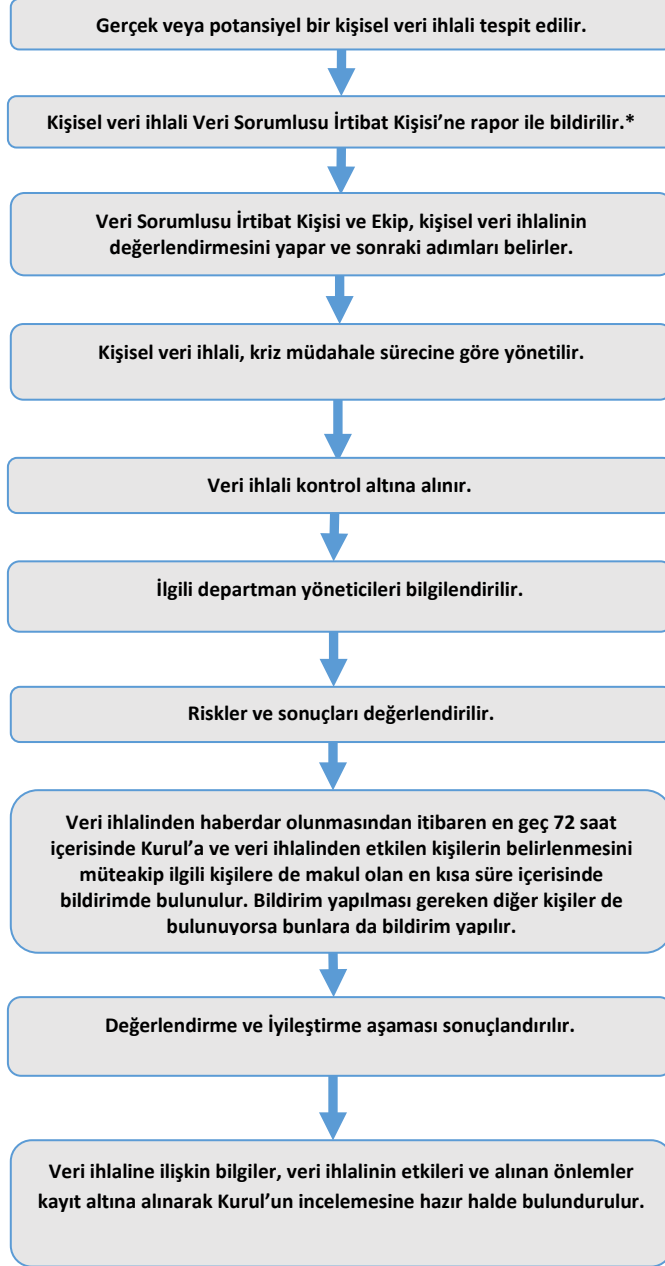 Gerçek veya potansiyel bir kişisel veri ihlali tespit edilir.
Kişisel veri ihlali Veri Sorumlusu İrtibat Kişisi’ne rapor ile bildirilir.*
Veri Sorumlusu İrtibat Kişisi ve Ekip, kişisel veri ihlalinin
değerlendirmesini yapar ve sonraki adımları belirler.
Kişisel veri ihlali, kriz müdahale sürecine göre yönetilir.
Veri ihlali kontrol altına alınır.
İlgili departman yöneticileri bilgilendirilir.
Riskler ve sonuçları değerlendirilir.
Veri ihlalinden haberdar olunmasından itibaren en geç 72 saat
içerisinde Kurul’a ve veri ihlalinden etkilen kişilerin belirlenmesini
müteakip ilgili kişilere de makul olan en kısa süre içerisinde
bildirimde bulunulur. Bildirim yapılması gereken diğer kişiler de
bulunuyorsa bunlara da bildirim yapılır.
Değerlendirme ve İyileştirme aşaması sonuçlandırılır.
Veri ihlaline ilişkin bilgiler, veri ihlalinin etkileri ve alınan önlemler
kayıt altına alınarak Kurul’un incelemesine hazır halde bulundurulur.